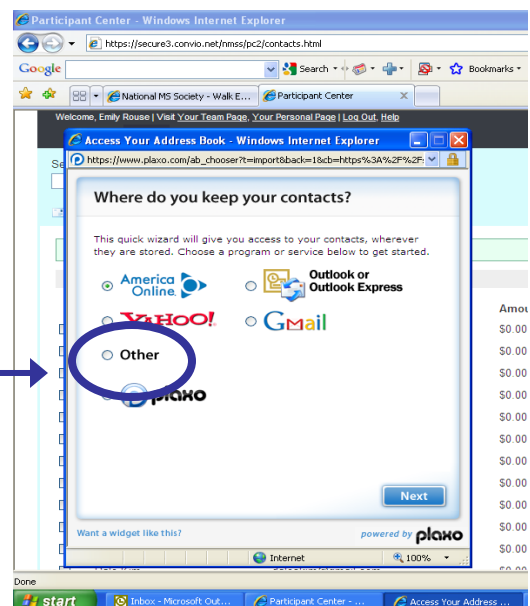 Participant Center - Windows Internet Explorer
https://secure3.convio.net/nmss/pc2/contacts.html
Google
Search
Bookmarks
National MS Society - Walk E...
Participant Center
Welcome, Emily Rouse | Visit Your Team Page, Your Personal Page | Log Out. Help
Access Your Address Book - Windows Internet Explorer
https://www.plaxo.com/ab_chooser?t=import&back=1&cb=https%3A%2F%2F
Se
Where do you keep your contacts?
This quick wizard will give you access to your contacts, wherever
they are stored. Choose a program or service below to get started.
America Online.
Outlook or Outlook Express
YAHOO!
Gmail
Other
plaxo
Amou
$0.00
$0.00
$0.00
$0.00
$0.00
$0.00
$0.00
$0.00
$0.00
$0.00
$0.00
Next
Want a widget like this?
powered by plaxo
Internet
100%
$0.00
Done
start
Inbox - Microsoft Out...
Participant Center - ...
Access Your Address ...